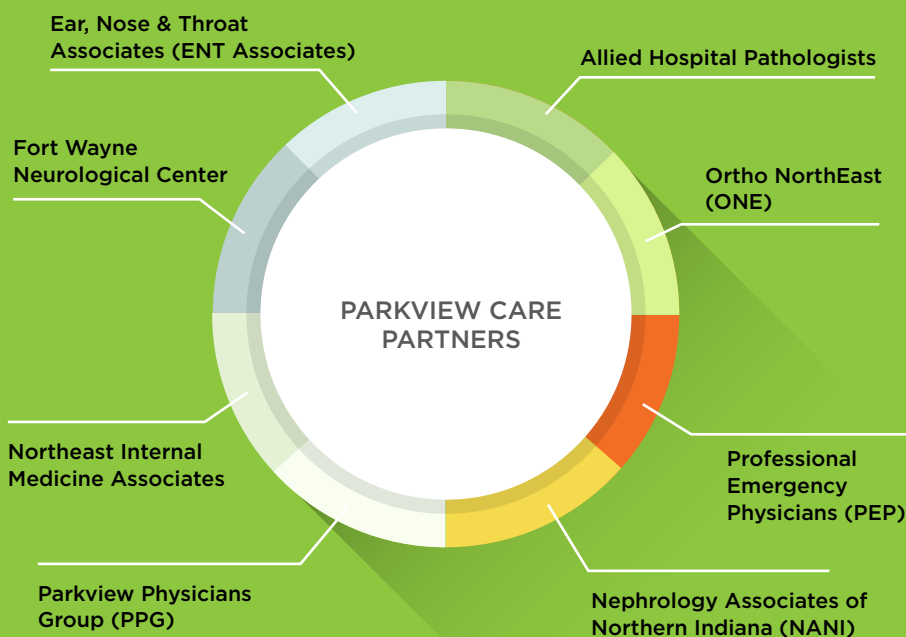 Ear, Nose & Throat
Associates (ENT Associates)
Allied Hospital Pathologists
Fort Wayne
Neurological Center
Ortho NorthEast
(ONE)
PARKVIEW CARE
PARTNERS
Northeast Internal
Medicine Associates
Professional
Emergency
Physicians (PEP)
Parkview Physicians
Group (PPG)
Nephrology Associates of
Northern Indiana (NANI)